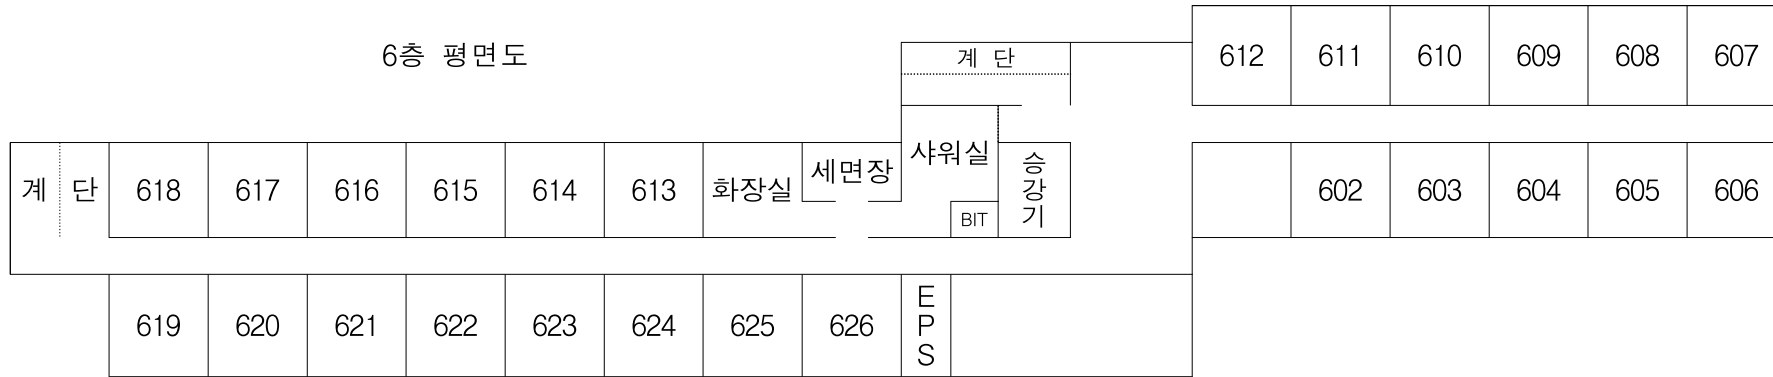 6층 평면도
계 단
612 611 610 609 608 607
계 단 618 617 616 615 614 613 화장실 세면장 샤워실 BIT 승강기
602 603 604 605 606
619 620 621 622 623 624 625 626 EPS